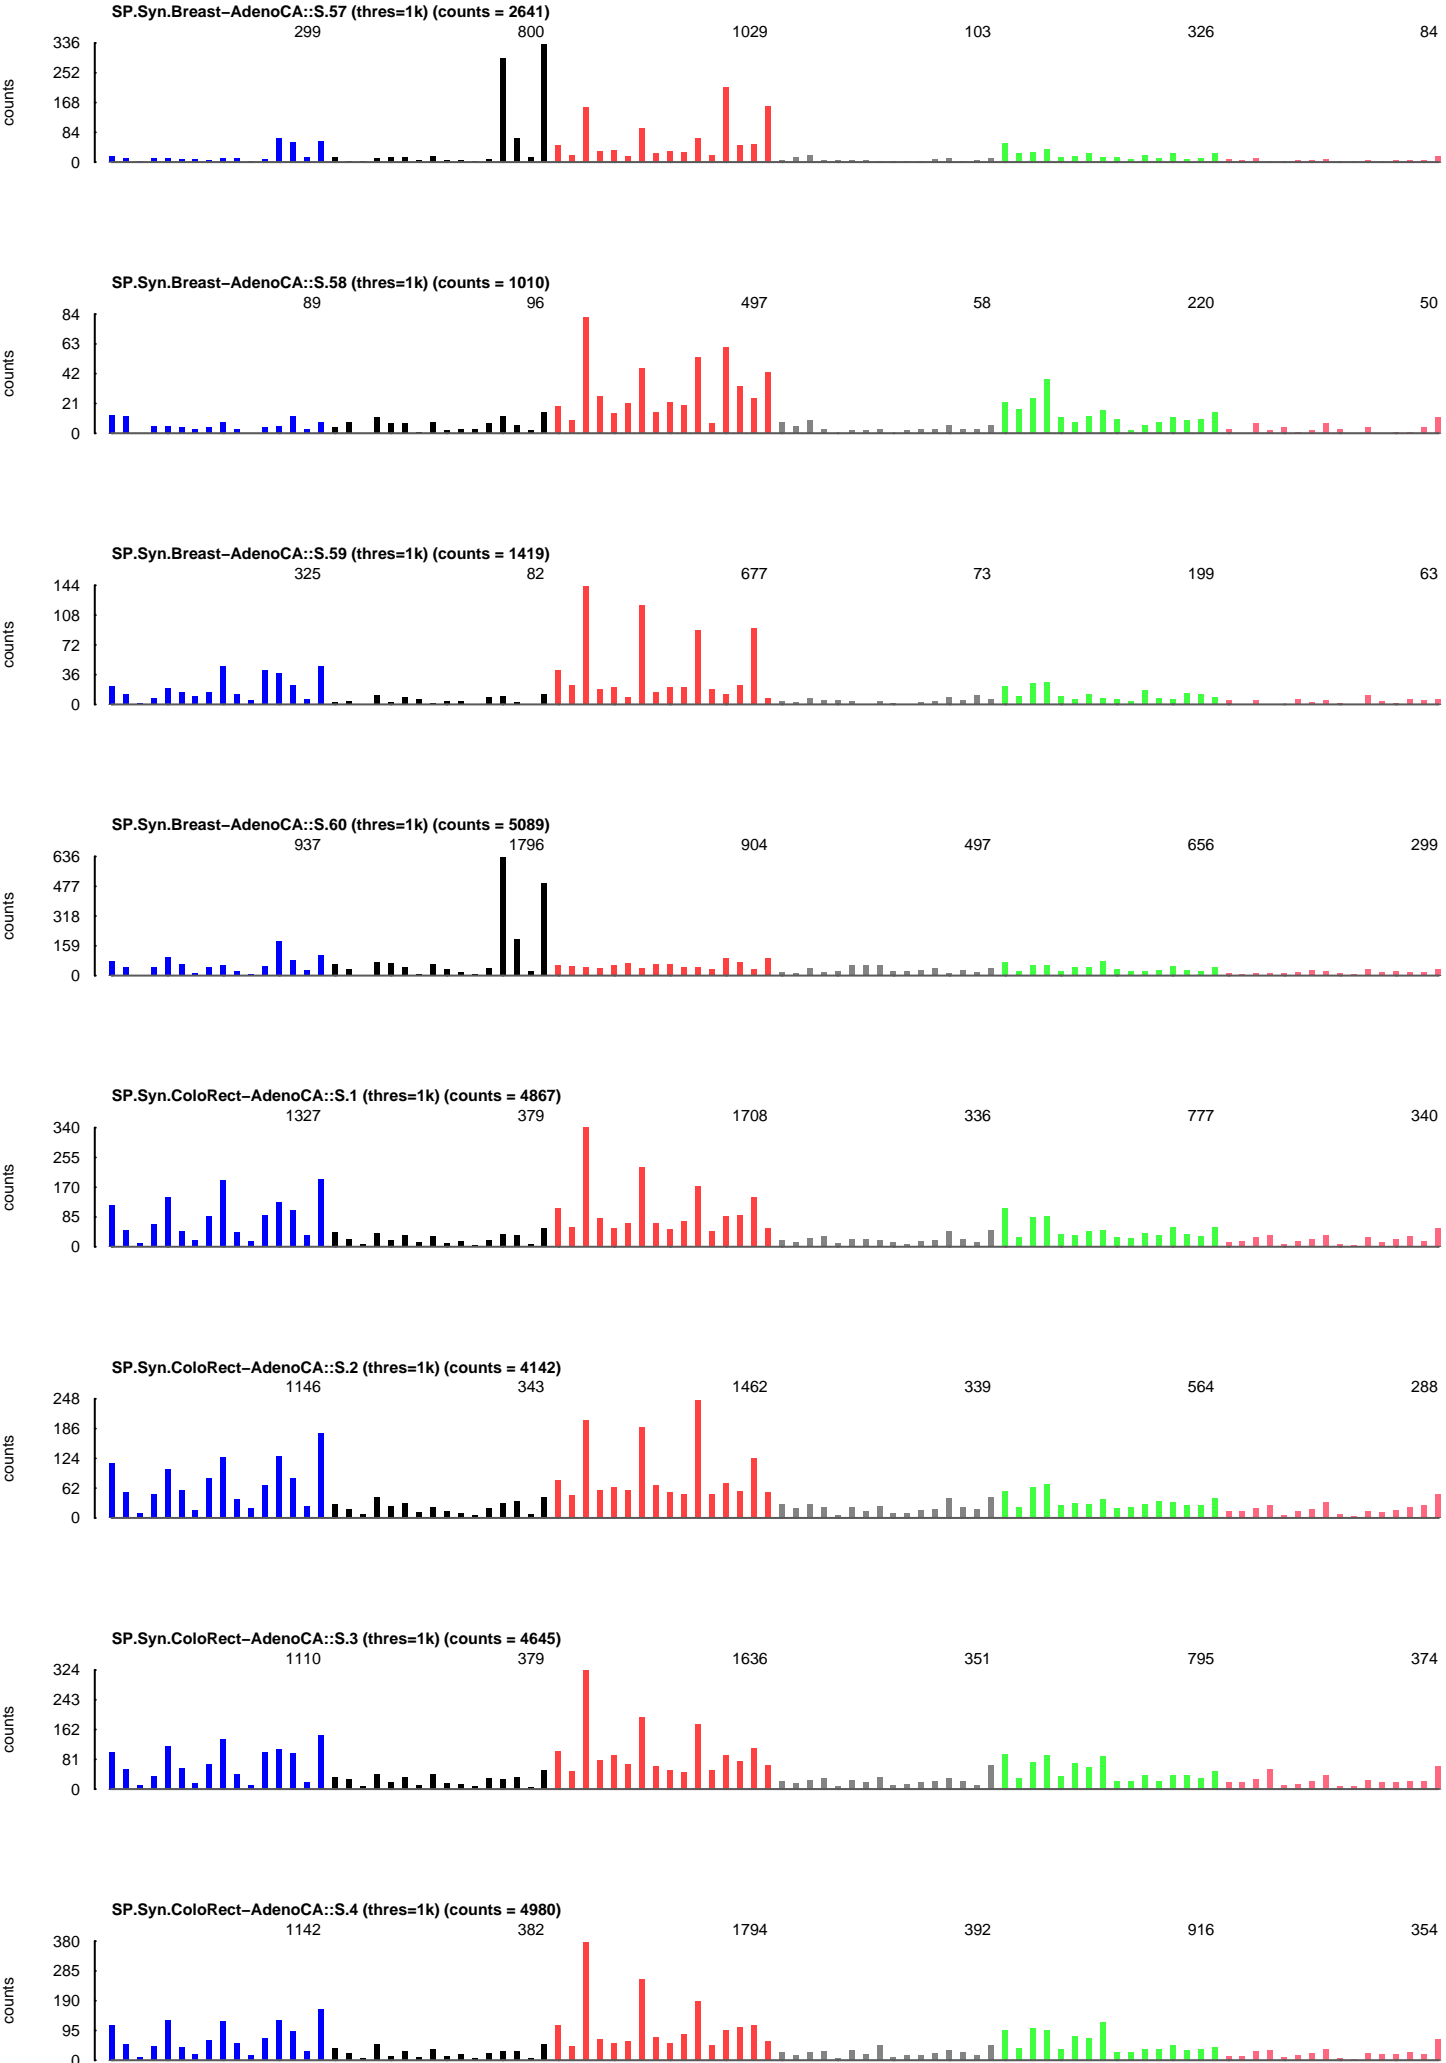 SP.Syn.Breast−AdenoCA::S.57 (thres=1k) (counts = 2641)
299 800 1029 103 326 84
336
252
168
84
0
counts
SP.Syn.Breast−AdenoCA::S.58 (thres=1k) (counts = 1010)
89 96 497 58 220 50
84
63
42
21
0
counts
SP.Syn.Breast−AdenoCA::S.59 (thres=1k) (counts = 1419)
325 82 677 73 199 63
144
108
72
36
0
counts
SP.Syn.Breast−AdenoCA::S.60 (thres=1k) (counts = 5089)
937 1796 904 497 656 299
636
477
318
159
0
counts
SP.Syn.ColoRect−AdenoCA::S.1 (thres=1k) (counts = 4867)
1327 379 1708 336 777 340
340
255
170
85
0
counts
SP.Syn.ColoRect−AdenoCA::S.2 (thres=1k) (counts = 4142)
1146 343 1462 339 564 288
248
186
124
62
0
counts
SP.Syn.ColoRect−AdenoCA::S.3 (thres=1k) (counts = 4645)
1110 379 1636 351 795 374
324
243
162
81
0
counts
SP.Syn.ColoRect−AdenoCA::S.4 (thres=1k) (counts = 4980)
1142 382 1794 392 916 354
380
285
190
95
0
counts